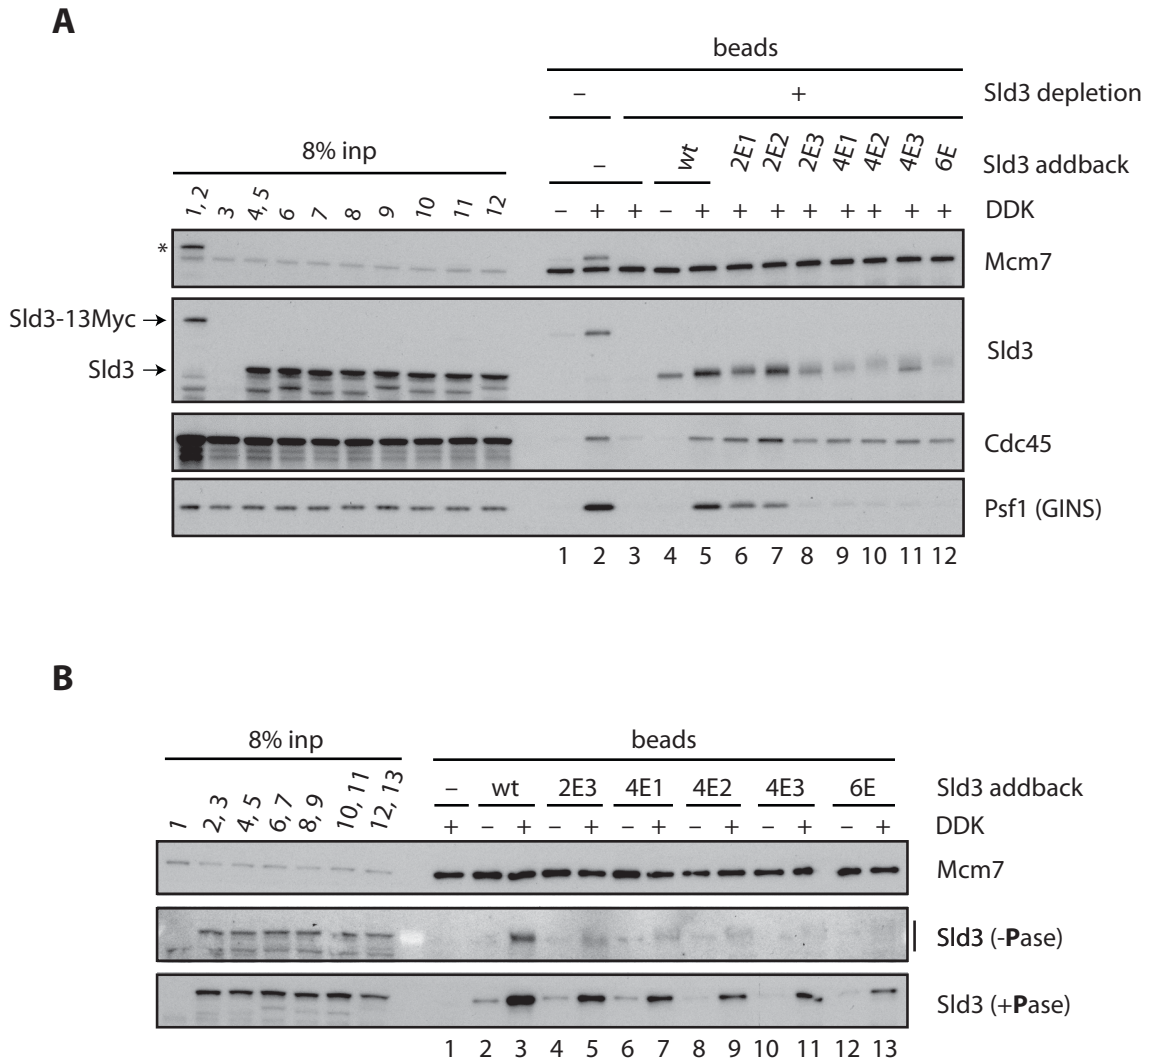 A
beads
– + Sld3 depletion
8% inp
– wt 2E1 2E2 2E3 4E1 4E2 4E3 6E Sld3 addback
1, 2 3 4, 5 6 7 8 9 10 11 12
– + + – + + + + + + + + DDK
* Mcm7
Sld3-13Myc
Sld3
Sld3
Cdc45
Psf1 (GINS)
1 2 3 4 5 6 7 8 9 10 11 12
B
8% inp beads
– wt 2E3 4E1 4E2 4E3 6E Sld3 addback
1 2, 3 4, 5 6, 7 8, 9 10, 11 12, 13
+ – + – + – + – + – + – + DDK
Mcm7
Sld3 (-Pase)
Sld3 (+Pase)
1 2 3 4 5 6 7 8 9 10 11 12 13